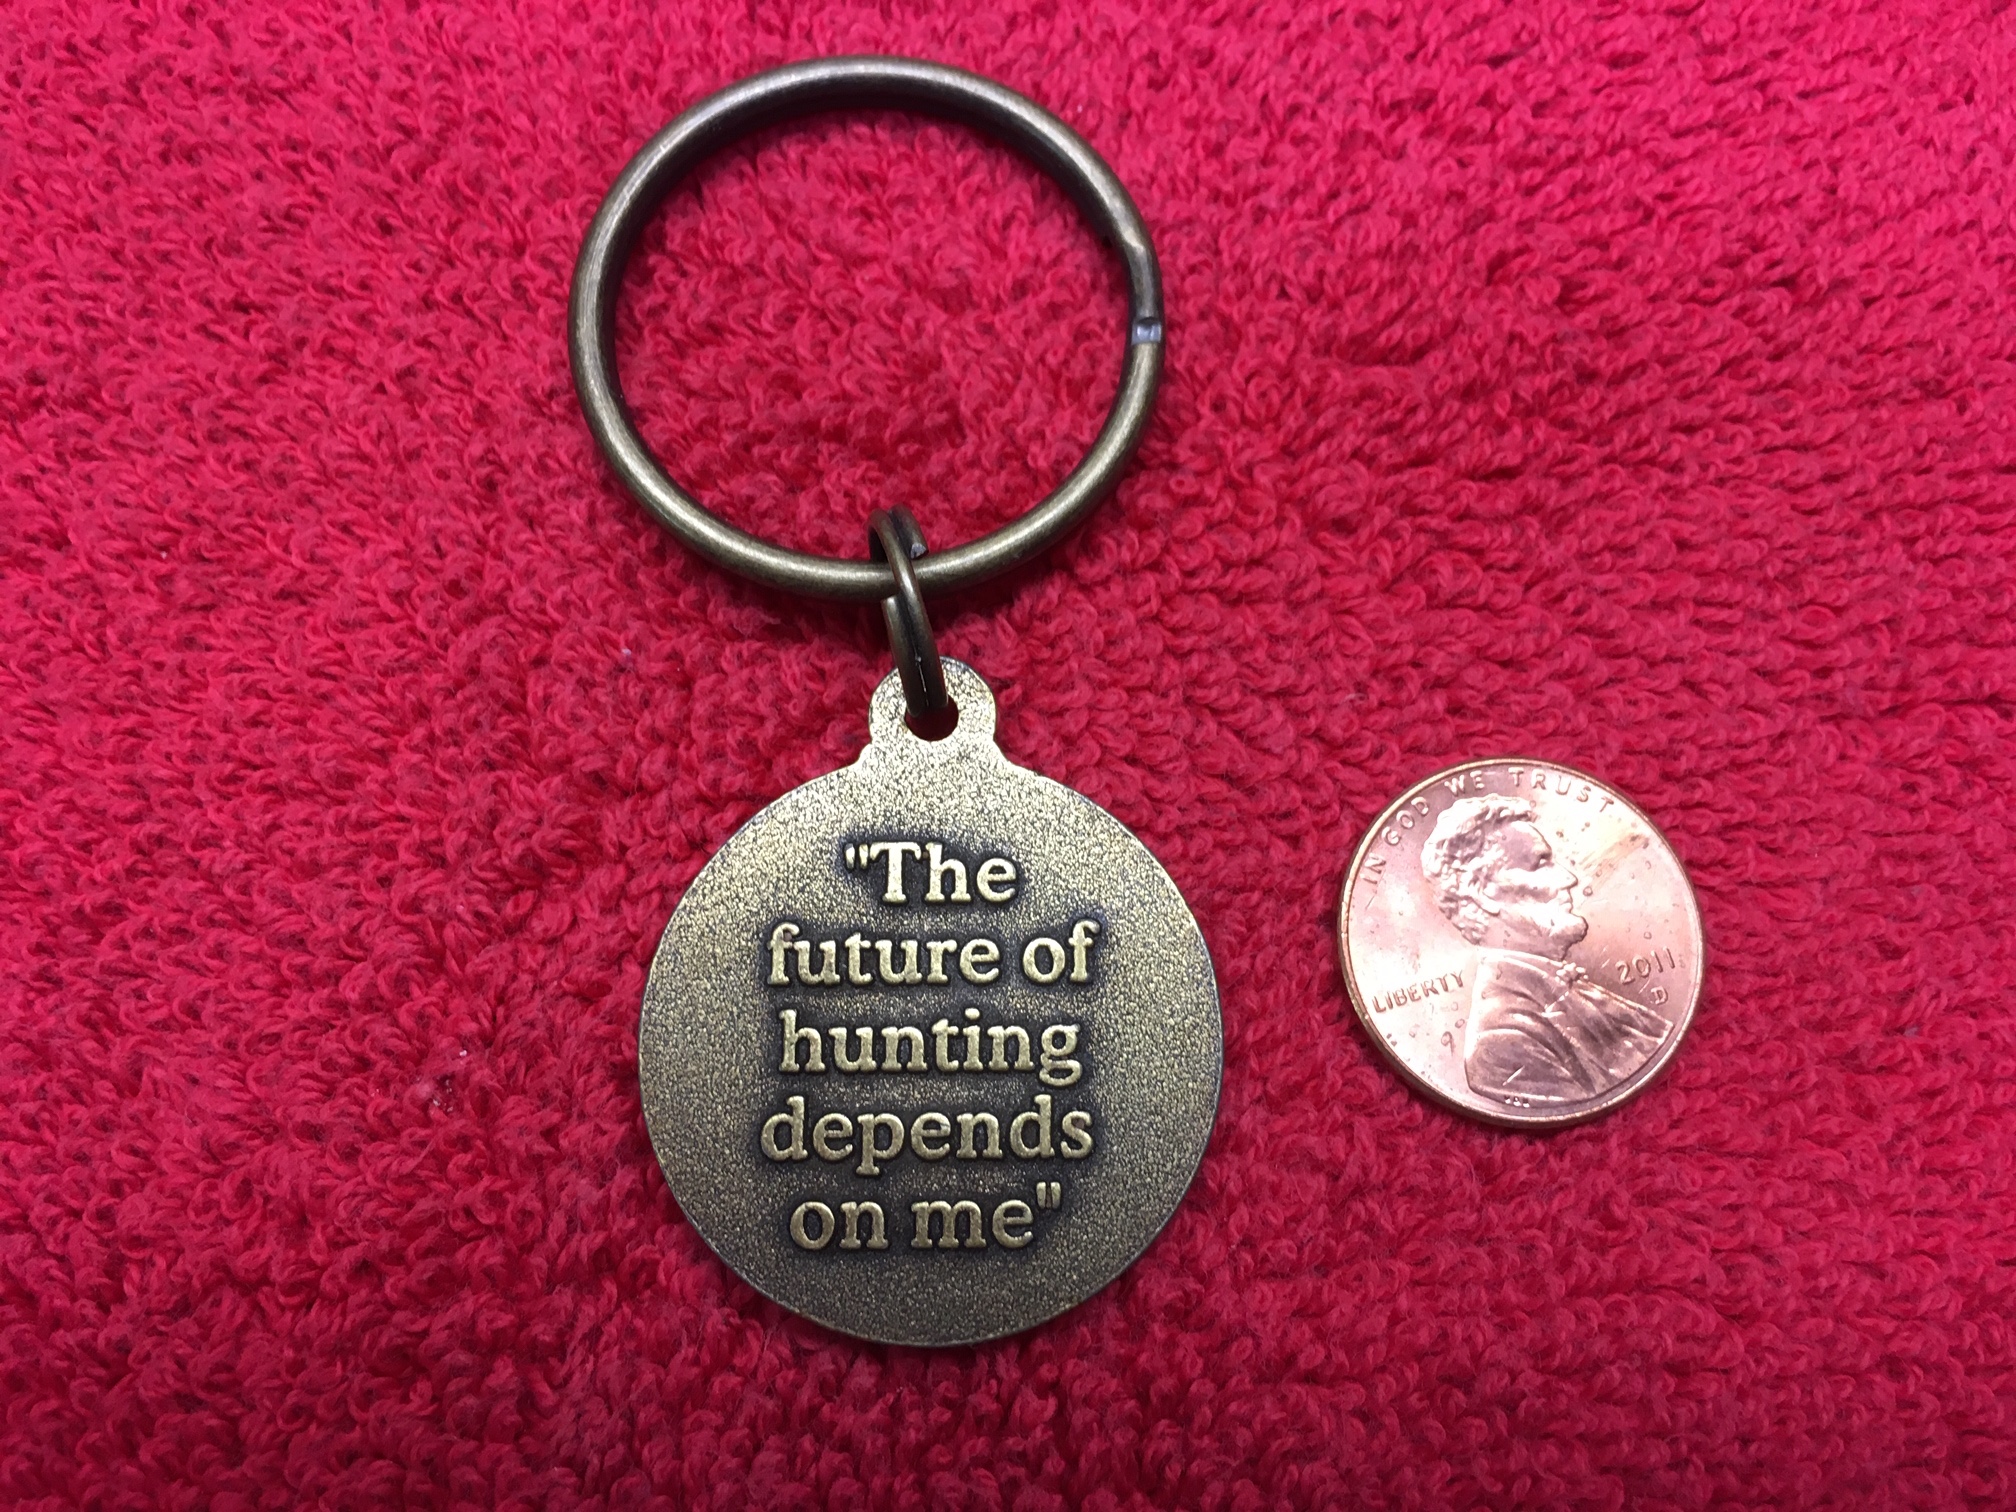 "The
future of
hunting
depends
on me"
IN GOD WE TRUST
LIBERTY
2011
D